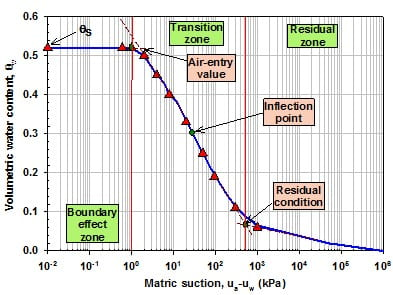 0.6
0.5
0.4
0.3
0.2
0.1
0.0
Volumetric water content, θw
θs
Transition
zone
Residual
zone
Air-entry
value
Inflection
point
Residual
condition
Boundary
effect
zone
10-2 10-1 100 101 102 103 104 105 106
Matric suction, ua-uw (kPa)